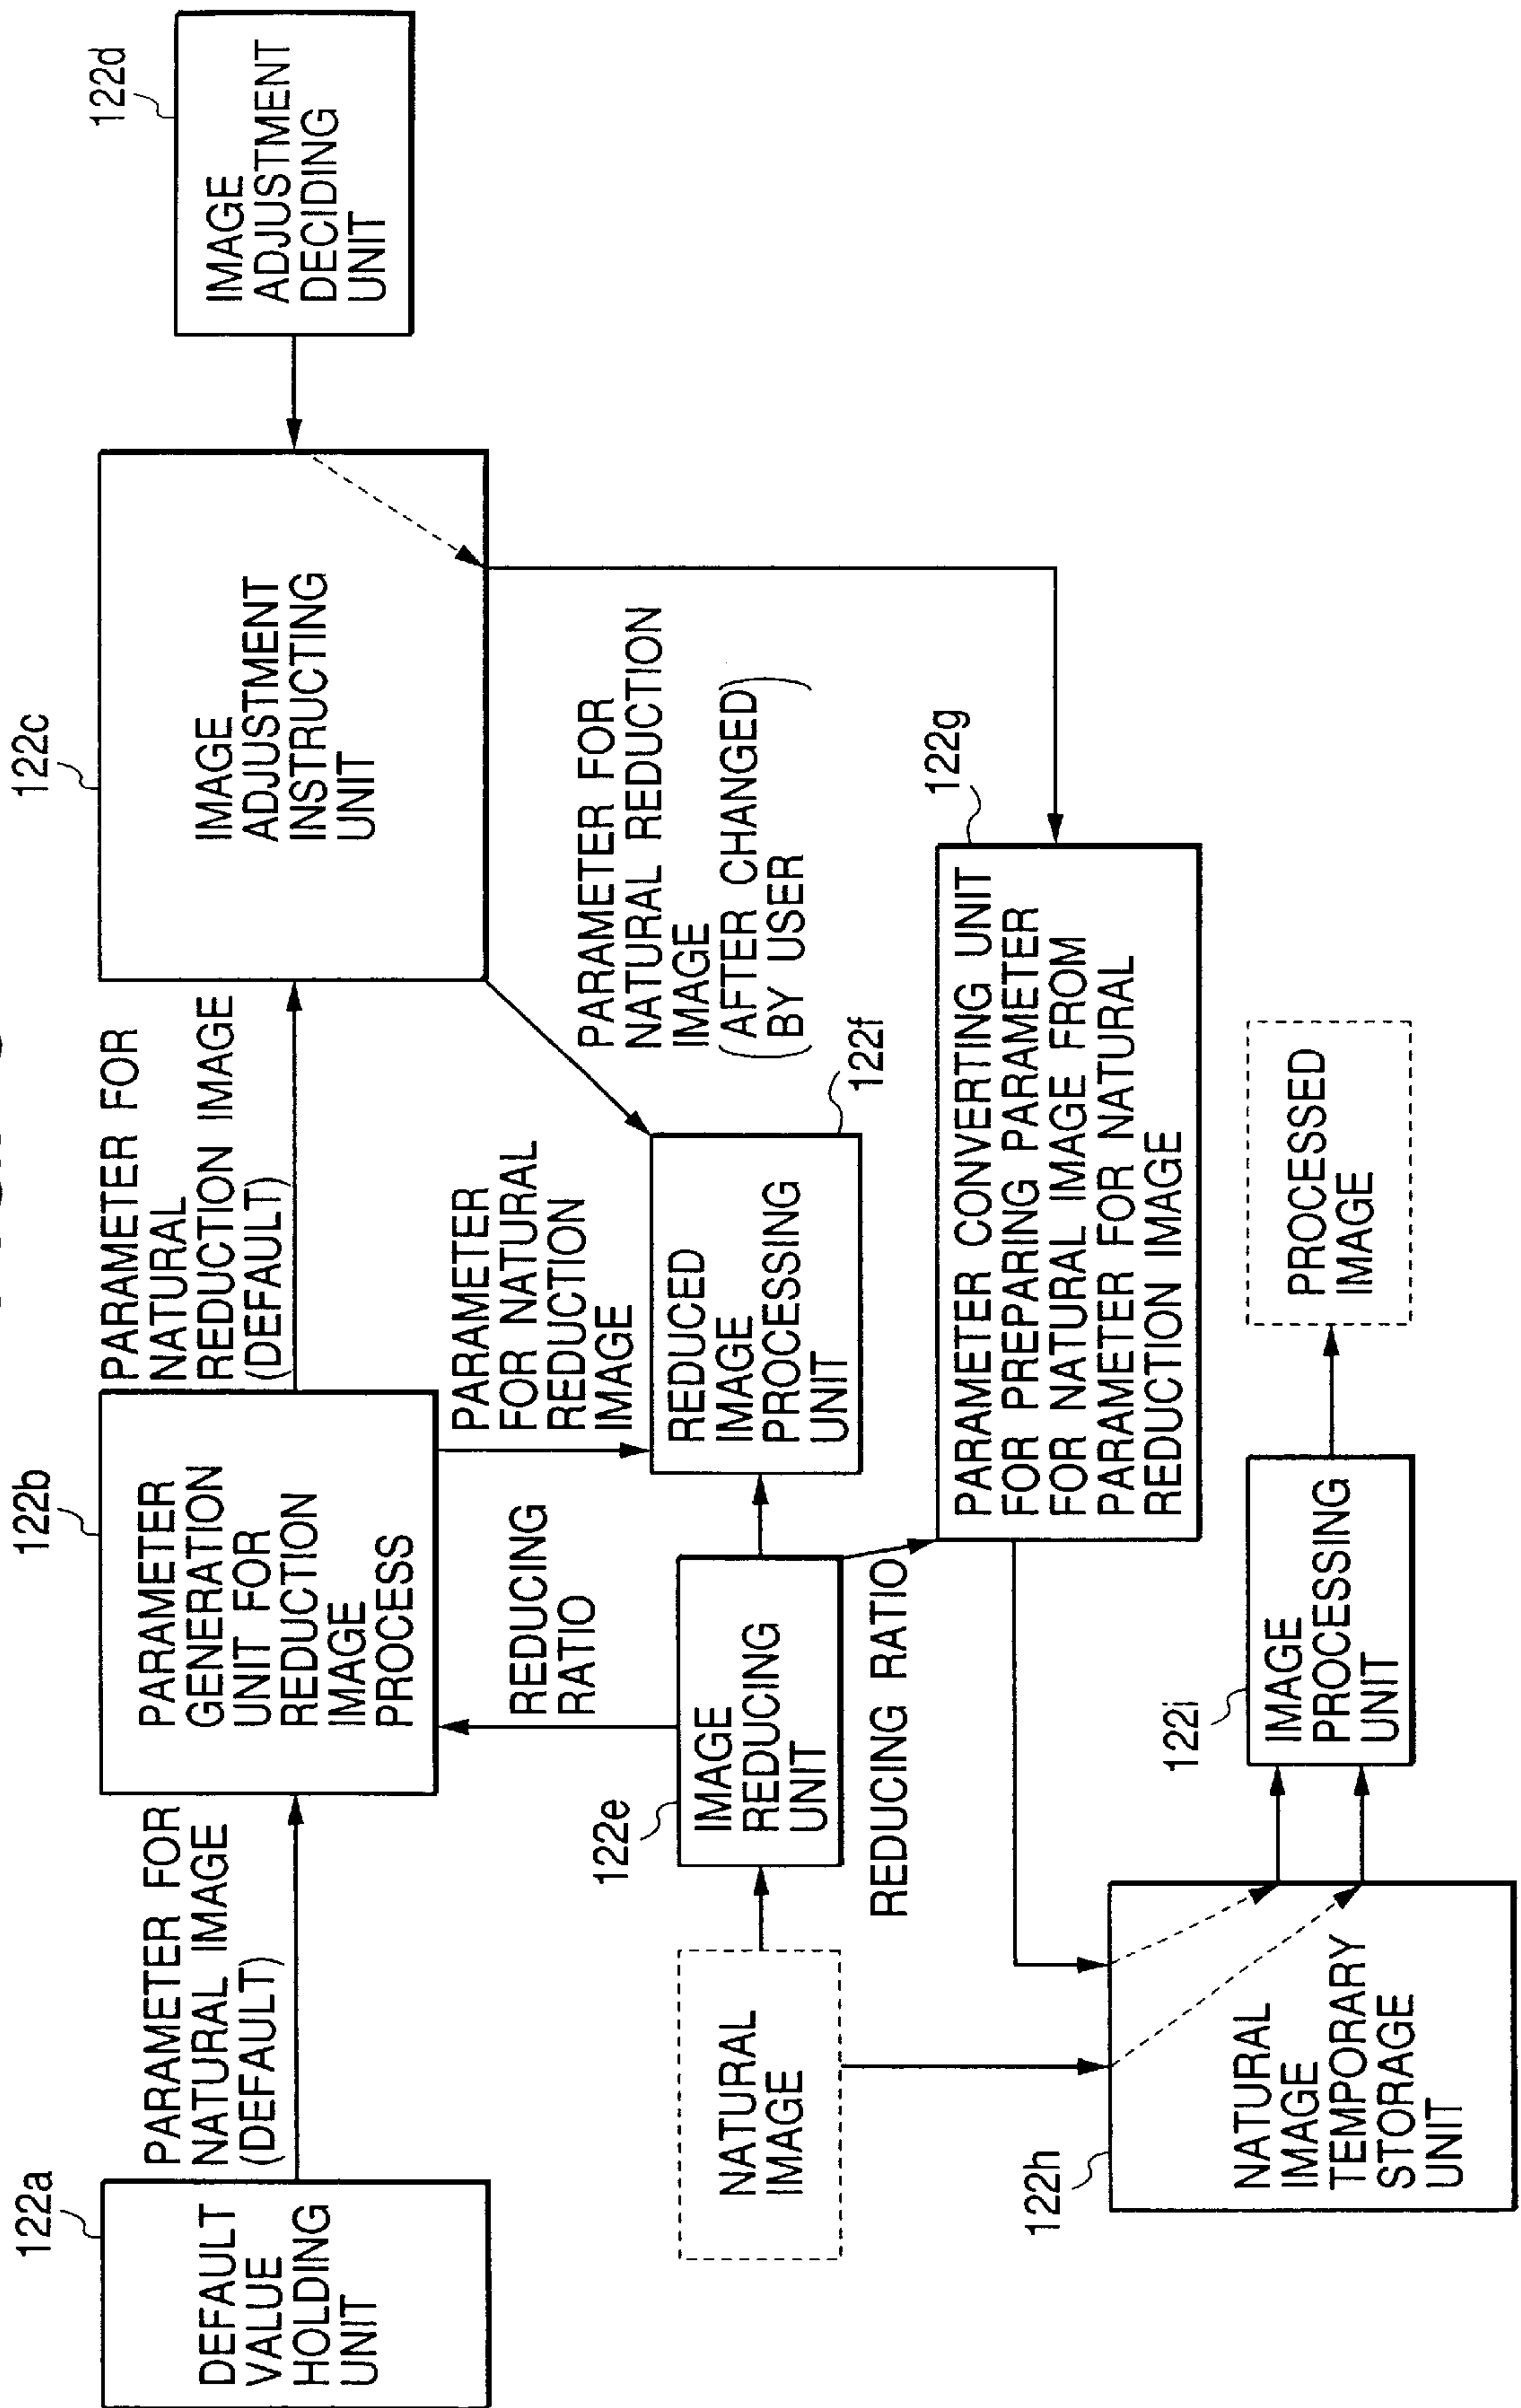 122a
DEFAULT
VALUE
HOLDING
UNIT
PARAMETER FOR
NATURAL IMAGE
(DEFAULT)
122b
PARAMETER
GENERATION
UNIT FOR
REDUCTION
IMAGE
PROCESS
PARAMETER FOR
NATURAL
REDUCTION IMAGE
(DEFAULT)
122c
IMAGE
ADJUSTMENT
INSTRUCTING
UNIT
122d
IMAGE
ADJUSTMENT
DECIDING
UNIT
REDUCING
RATIO
PARAMETER
FOR NATURAL
REDUCTION
IMAGE
PARAMETER FOR
NATURAL REDUCTION
IMAGE
(AFTER CHANGED
BY USER)
NATURAL
IMAGE
122e
IMAGE
REDUCING
UNIT
REDUCED
IMAGE
PROCESSING
UNIT
122f
REDUCING RATIO
122g
PARAMETER CONVERTING UNIT
FOR PREPARING PARAMETER
FOR NATURAL IMAGE FROM
PARAMETER FOR NATURAL
REDUCTION IMAGE
122h
NATURAL
IMAGE
TEMPORARY
STORAGE
UNIT
122i
IMAGE
PROCESSING
UNIT
PROCESSED
IMAGE